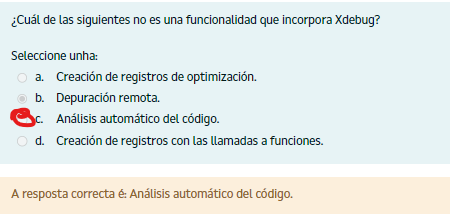 ¿Cuál de las siguientes no es una funcionalidad que incorpora Xdebug?
Seleccione unha:
a. Creación de registros de optimización.
b. Depuración remota.
c. Análisis automático del código.
d. Creación de registros con las llamadas a funciones.
A resposta correcta é: Análisis automático del código.